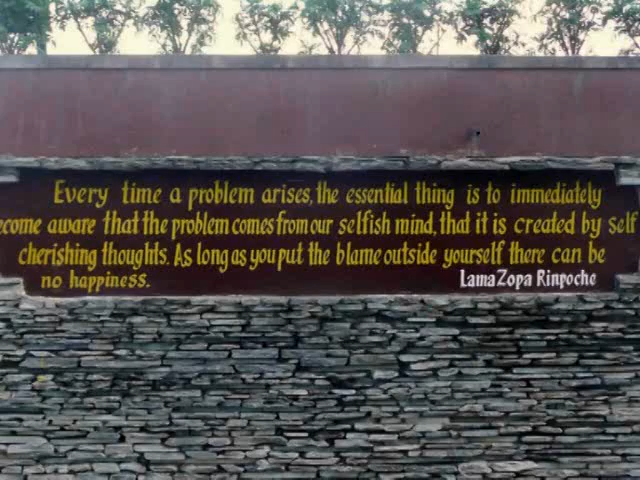 Every time a problem arises, the essential thing is to immediately
ecome aware that the problem comes from our selfish mind, that it is created by self
cherishing thoughts. As long as you put the blame outside yourself there can be
no happiness.
Lama Zopa Rinpoche